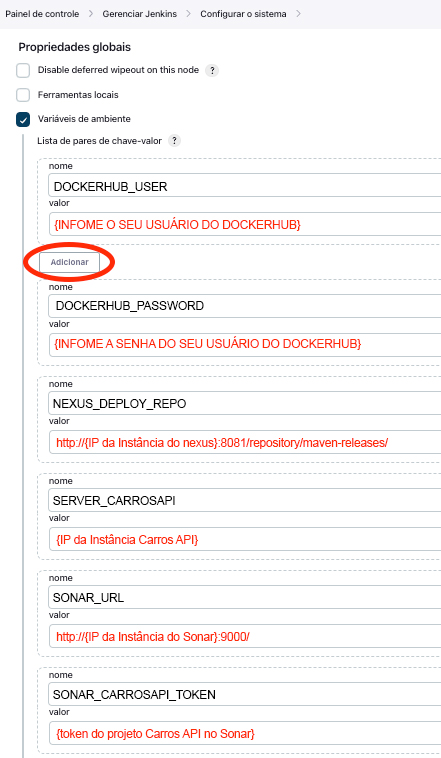 Painel de controle > Gerenciar Jenkins > Configurar o sistema >
Propriedades globais
Disable deferred wipeout on this node ?
Ferramentas locais
Variáveis de ambiente
Lista de pares de chave-valor ?
nome
DOCKERHUB_USER
valor
{INFOME O SEU USUÁRIO DO DOCKERHUB}
Adicionar
nome
DOCKERHUB_PASSWORD
valor
{INFOME A SENHA DO SEU USUÁRIO DO DOCKERHUB}
nome
NEXUS_DEPLOY_REPO
valor
http://{IP da Instância do nexus}:8081/repository/maven-releases/
nome
SERVER_CARROSAPI
valor
{IP da Instância Carros API}
nome
SONAR_URL
valor
http://{IP da Instância do Sonar}:9000/
nome
SONAR_CARROSAPI_TOKEN
valor
{token do projeto Carros API no Sonar}